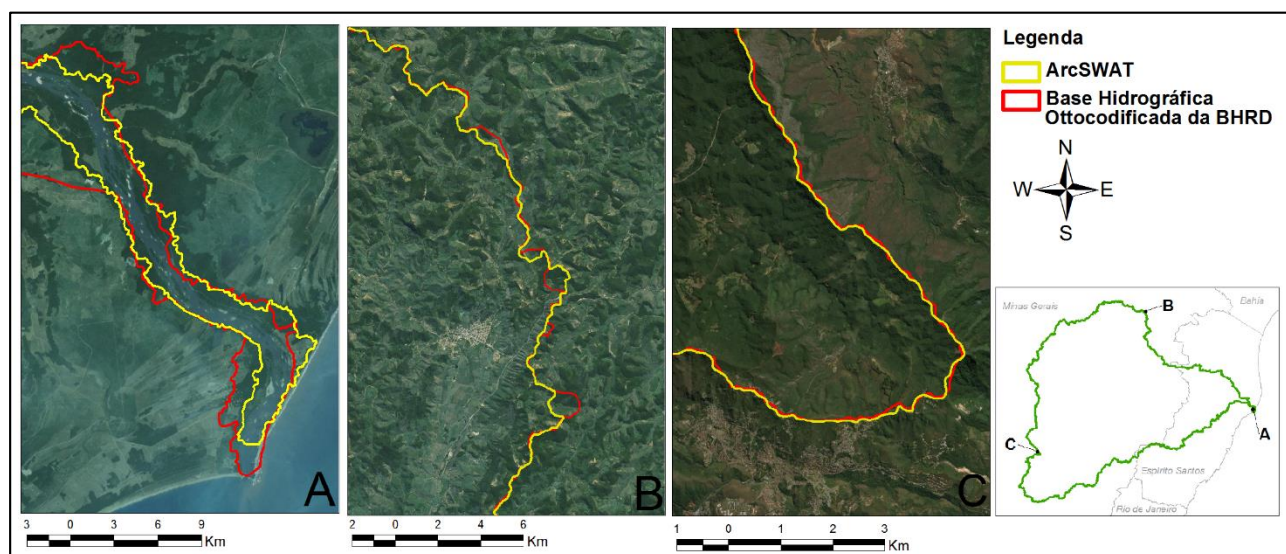 Legenda
ArcSWAT
Base Hidrográfica
Ottocodificada da BHRD
N
W E
S
A
B
C
Minas Gerais
Bahia
B
A
C
Espírito Santos
Rio de Janeiro
3 0 3 6 9
Km
2 0 2 4 6
Km
1 0 1 2 3
Km